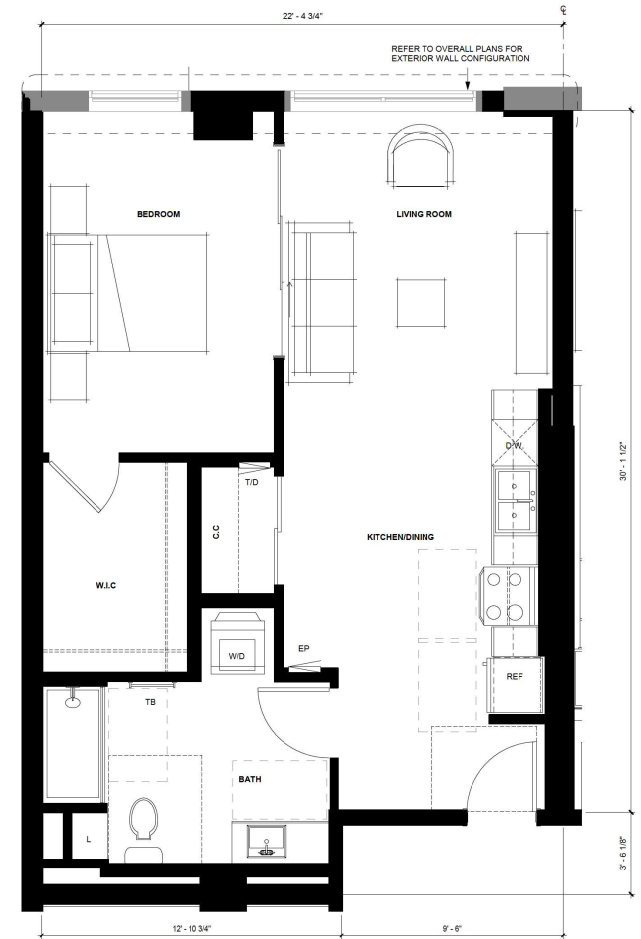 22' - 4 3/4"
REFER TO OVERALL PLANS FOR
EXTERIOR WALL CONFIGURATION
BEDROOM
LIVING ROOM
D.W.
30' - 1 1/2"
T/D
C.C
KITCHEN/DINING
W.I.C
EP
W/D
REF
TB
BATH
L
3' - 6 1/8"
12' - 10 3/4"
9' - 6"